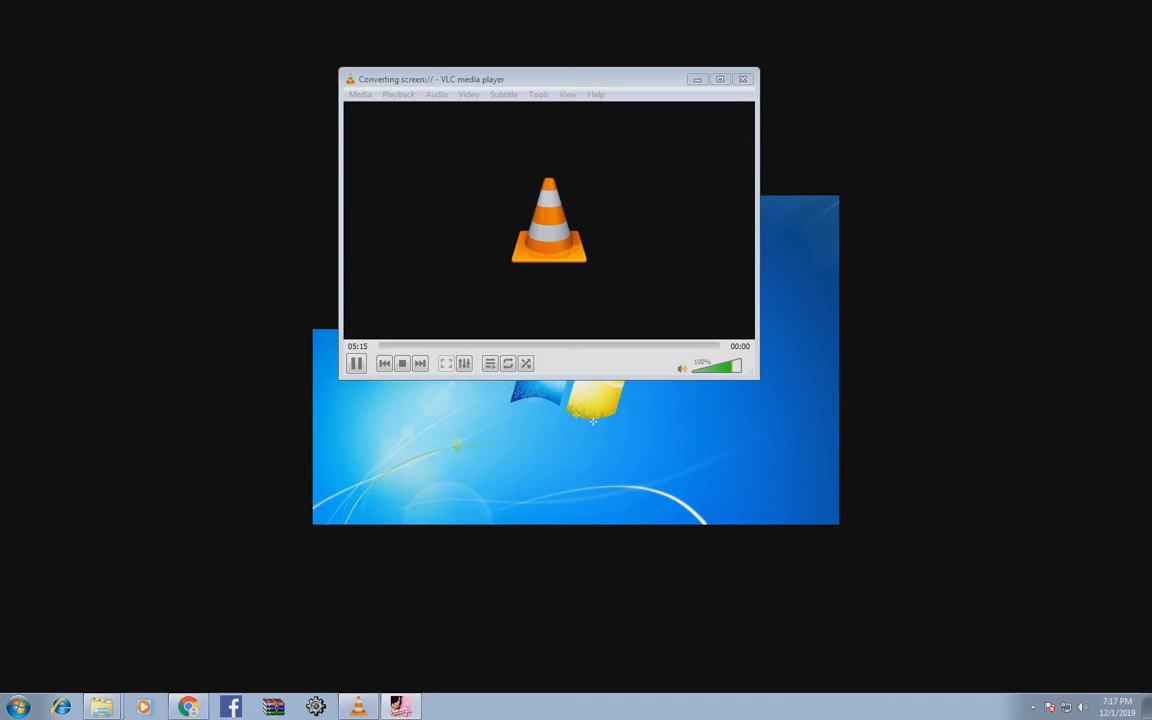 Converting screen:// - VLC media player
Media Playback Audio Video Subtitle Tools View Help
05:15 00:00
100%
7:17 PM
12/1/2019